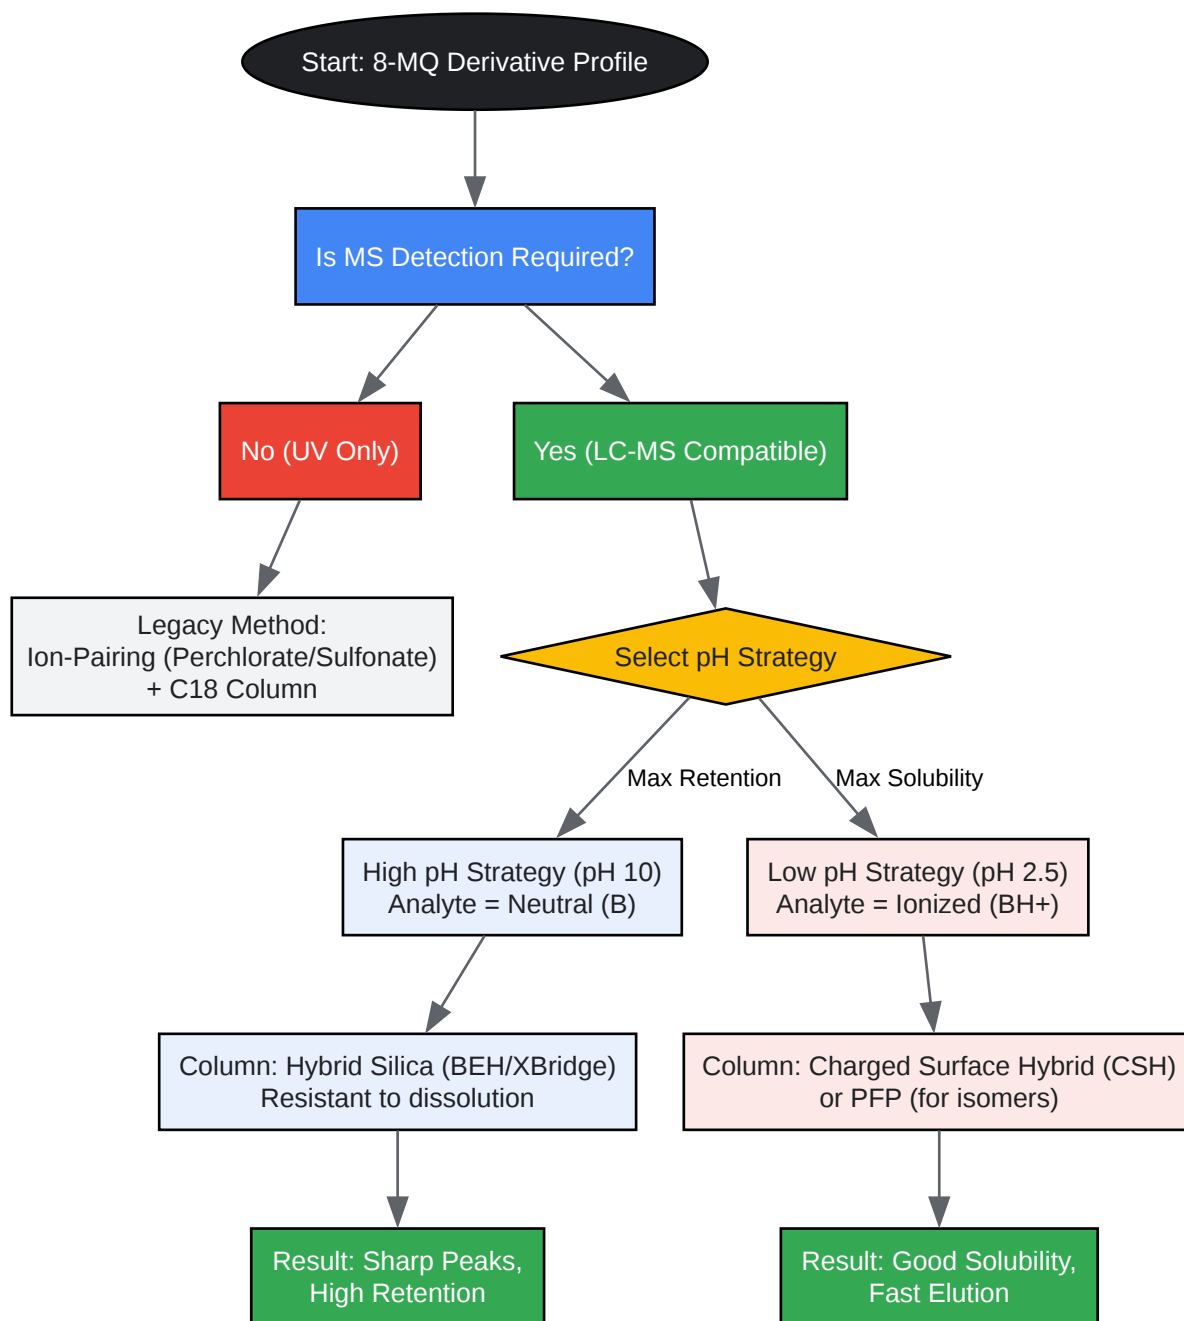 Start: 8-MQ Derivative Profile
Is MS Detection Required?
No (UV Only)
Yes (LC-MS Compatible)
Legacy Method:
Ion-Pairing (Perchlorate/Sulfonate)
+ C18 Column
Select pH Strategy
Max Retention
Max Solubility
High pH Strategy (pH 10)
Analyte = Neutral (B)
Low pH Strategy (pH 2.5)
Analyte = Ionized (BH+)
Column: Hybrid Silica (BEH/XBridge)
Resistant to dissolution
Column: Charged Surface Hybrid (CSH)
or PFP (for isomers)
Result: Sharp Peaks,
High Retention
Result: Good Solubility,
Fast Elution